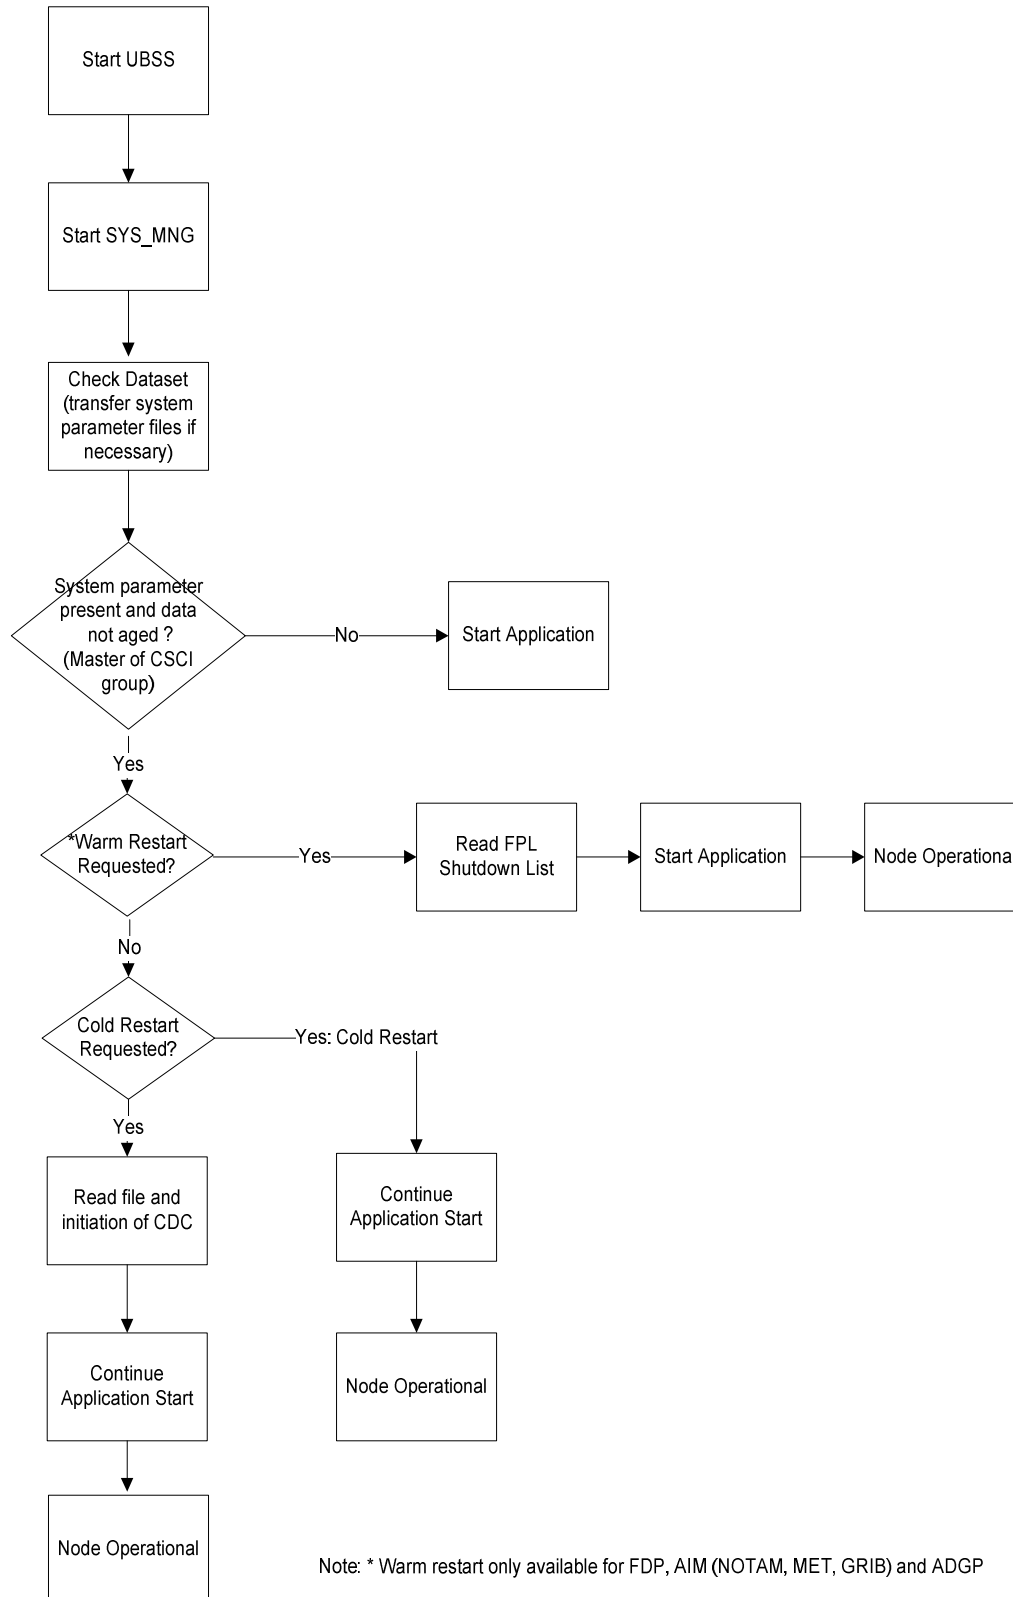 Start UBSS
Start SYS_MNG
Check Dataset
(transfer system
parameter files if
necessary)
System parameter
present and data
not aged ?
(Master of CSCI
group)
No
Start Application
Yes
*Warm Restart
Requested?
Yes
Read FPL
Shutdown List
Start Application
Node Operationa
No
Cold Restart
Requested?
Yes: Cold Restart
Yes
Read file and
initiation of CDC
Continue
Application Start
Continue
Application Start
Node Operational
Node Operational
Note: * Warm restart only available for FDP, AIM (NOTAM, MET, GRIB) and ADGP